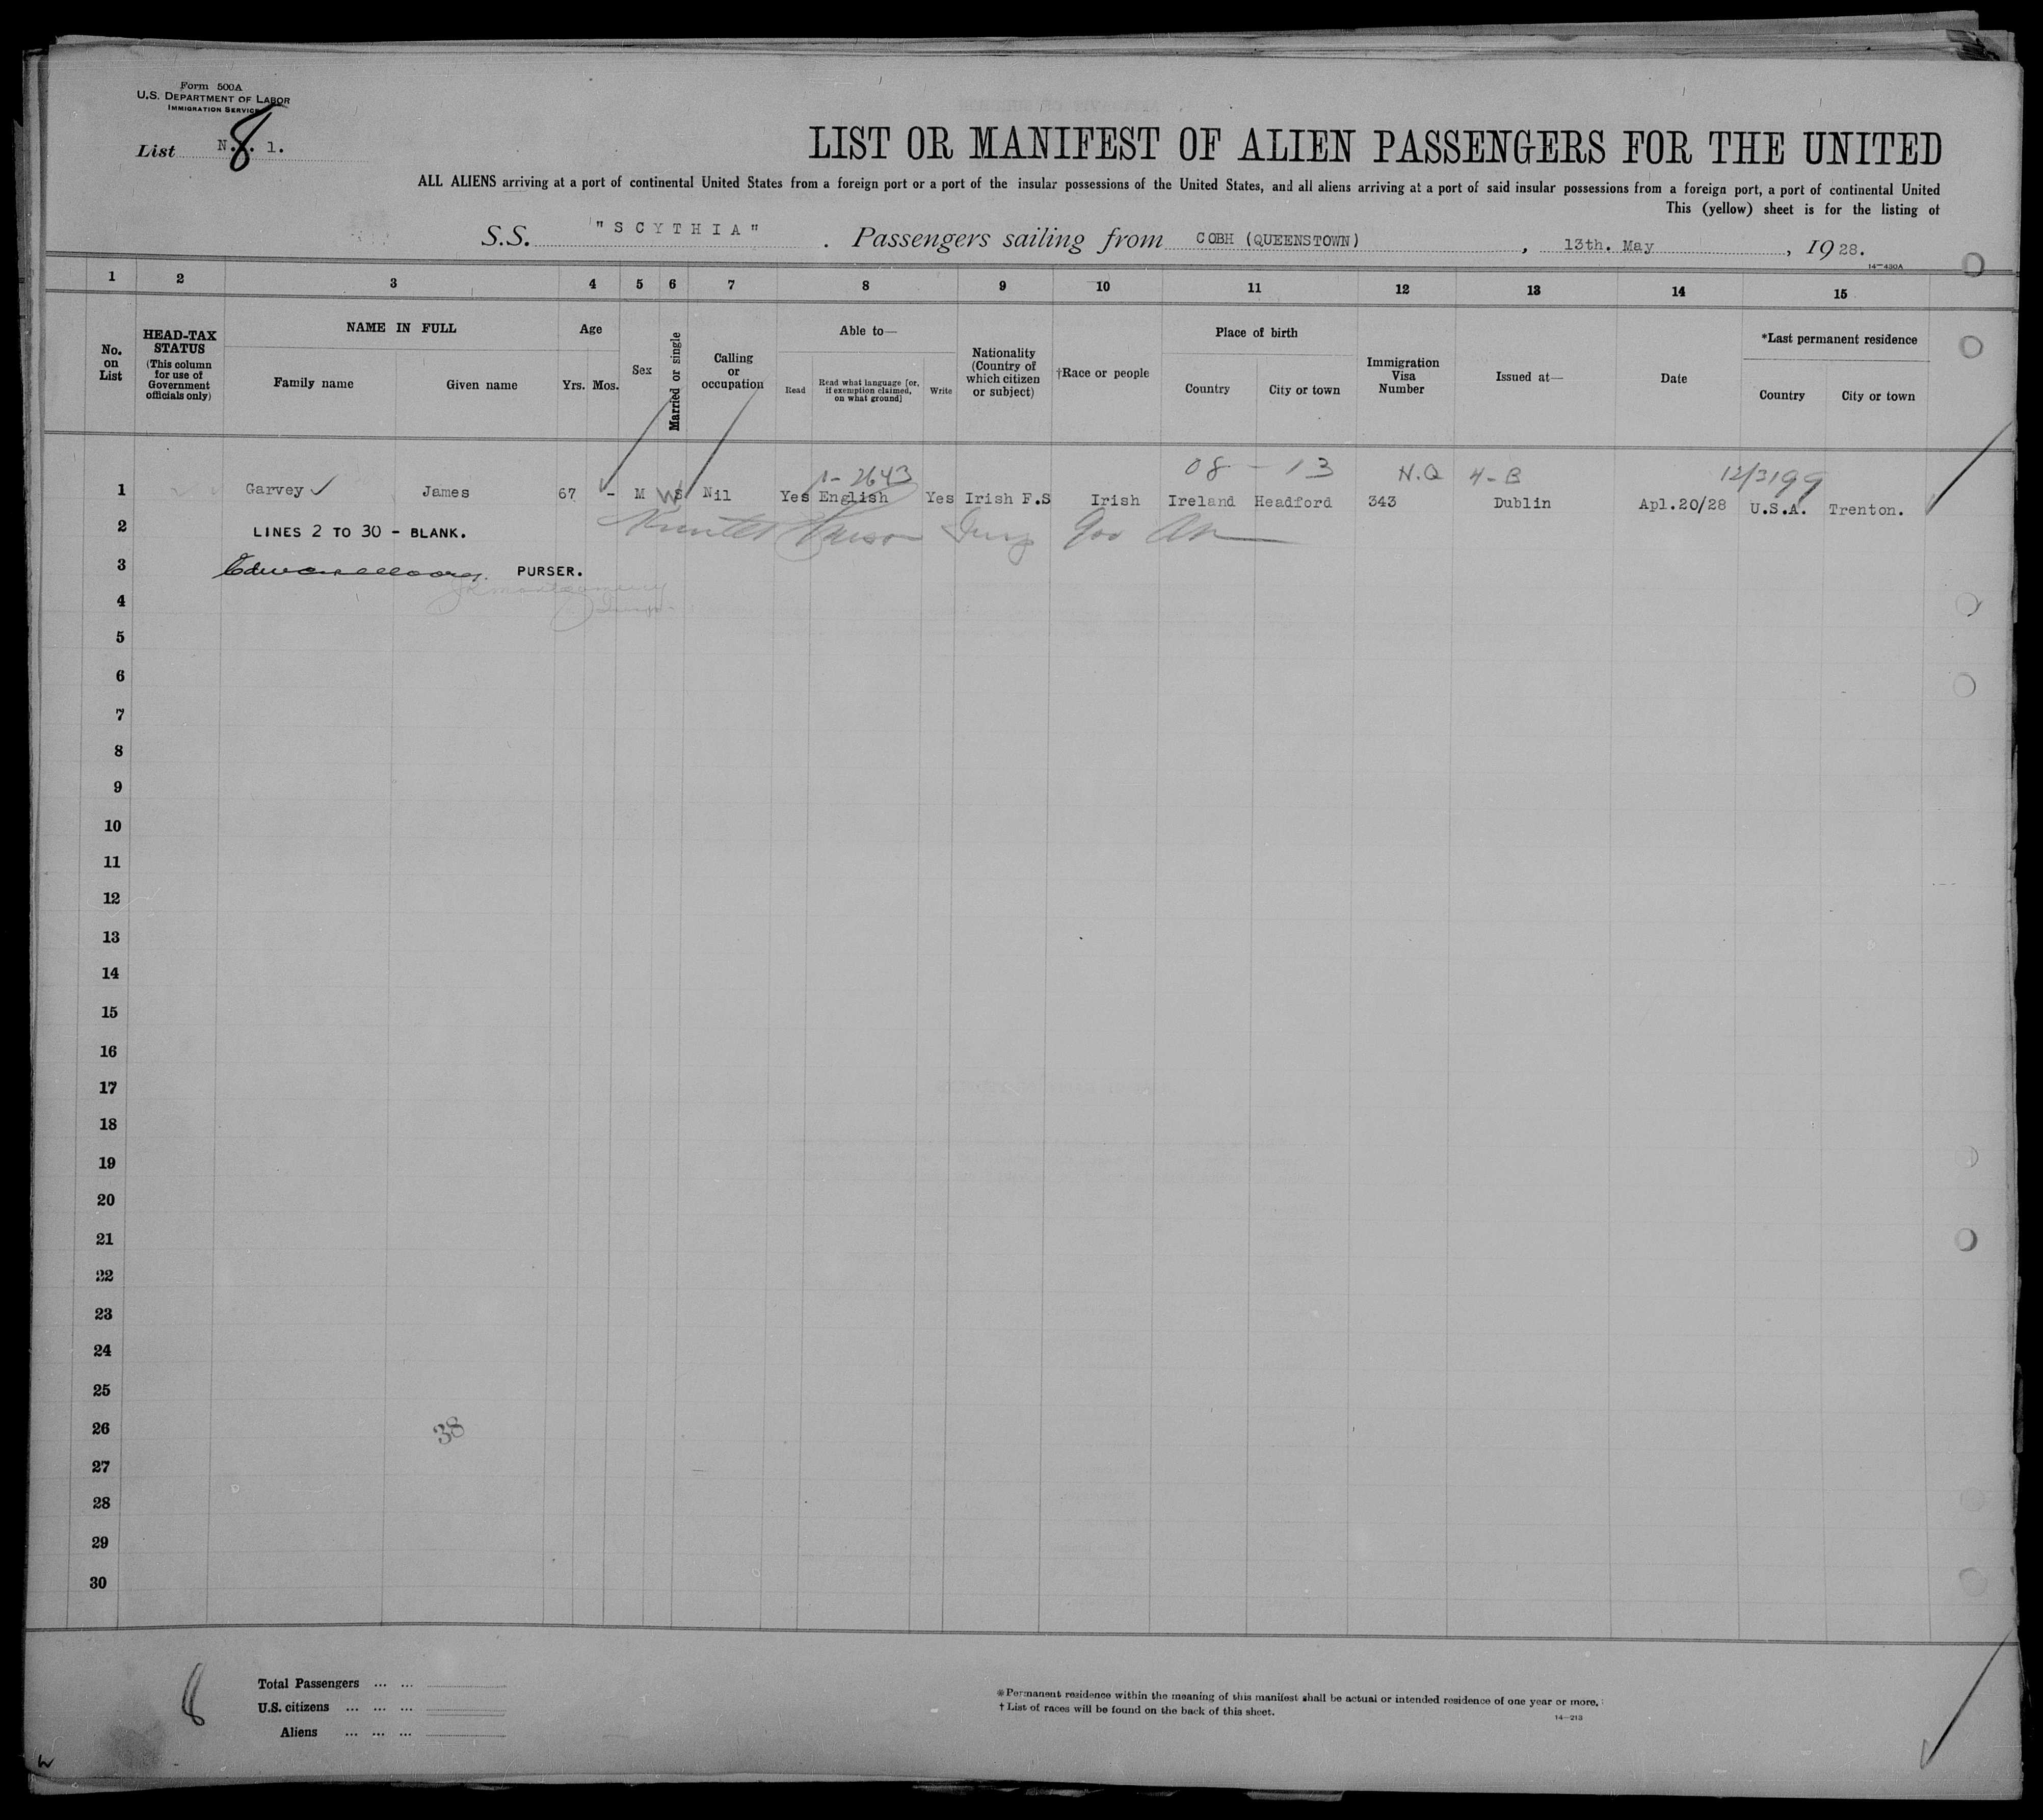 Form 500A
U.S. DEPARTMENT OF LABOR
IMMIGRATION SERVICE
List 8 1.
LIST OR MANIFEST OF ALIEN PASSENGERS FOR THE UNITED
ALL ALIENS arriving at a port of continental United States from a foreign port or a port of the insular possessions of the United States, and all aliens arriving at a port of said insular possessions from a foreign port, a port of continental United
This (yellow) sheet is for the listing of
S.S. "SCYTHIA". Passengers sailing from COBH (QUEENSTOWN), 13th. May, 1928.
14—430A
1 2 3 4 5 6 7 8 9 10 11 12 13 14 15
No. on List
HEAD-TAX STATUS (This column for use of Government officials only)
NAME IN FULL
Family name Given name
Age
Yrs. Mos.
Sex
Married or single
Calling or occupation
Able to—
Read
Read what language [or, if exemption claimed, on what ground]
Write
Nationality (Country of which citizen or subject)
†Race or people
Place of birth
Country City or town
Immigration Visa Number
Issued at—
Date
*Last permanent residence
Country City or town
1-2643 08 - 13 N.Q 4-B 12/3199
1 Garvey ✓ James 67 - M S W Nil Yes English Yes Irish F.S Irish Ireland Headford 343 Dublin Apl.20/28 U.S.A. Trenton.
2 LINES 2 TO 30 - BLANK.
3 PURSER.
4
5
6
7
8
9
10
11
12
13
14
15
16
17
18
19
20
21
22
23
24
25
26 38
27
28
29
30
8
Total Passengers ... ...
U.S. citizens ... ... ...
Aliens ... ... ...
*Permanent residence within the meaning of this manifest shall be actual or intended residence of one year or more.
†List of races will be found on the back of this sheet.
14—213